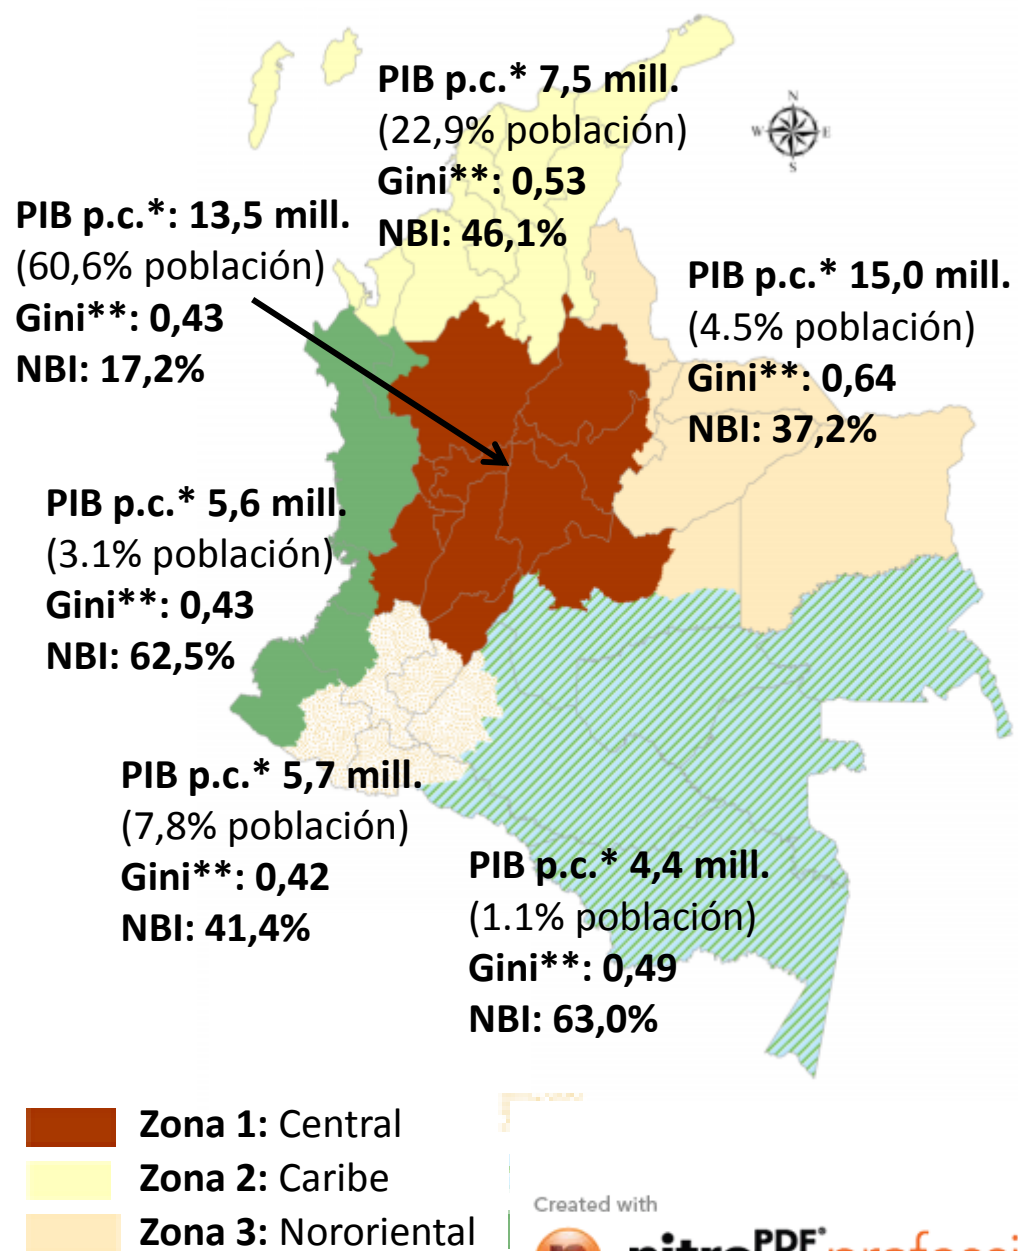 PIB p.c.* 7,5 mill.
(22,9% población)
Gini**: 0,53
NBI: 46,1%
N
W
E
S
PIB p.c.*: 13,5 mill.
(60,6% población)
Gini**: 0,43
NBI: 17,2%
PIB p.c.* 15,0 mill.
(4.5% población)
Gini**: 0,64
NBI: 37,2%
PIB p.c.* 5,6 mill.
(3.1% población)
Gini**: 0,43
NBI: 62,5%
PIB p.c.* 5,7 mill.
(7,8% población)
Gini**: 0,42
NBI: 41,4%
PIB p.c.* 4,4 mill.
(1.1% población)
Gini**: 0,49
NBI: 63,0%
Zona 1: Central
Zona 2: Caribe
Zona 3: Nororiental
Created with
PDF